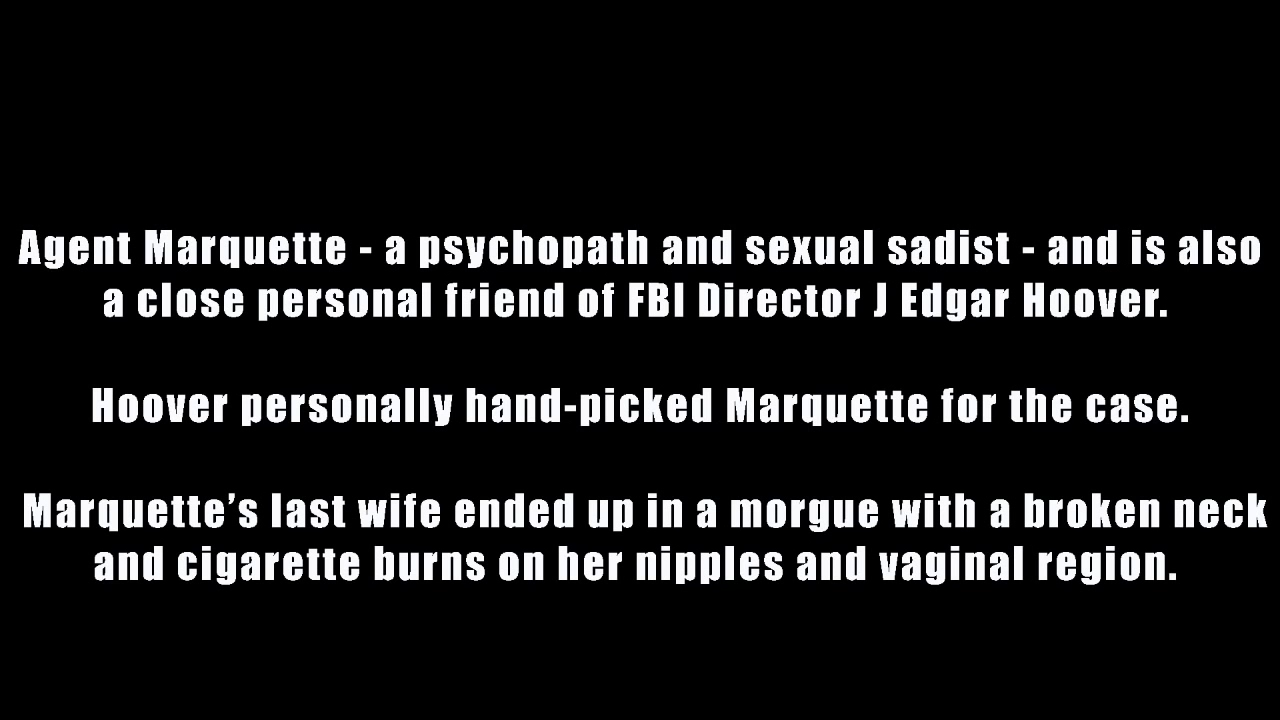 Agent Marquette - a psychopath and sexual sadist - and is also
a close personal friend of FBI Director J Edgar Hoover.
Hoover personally hand-picked Marquette for the case.
Marquette’s last wife ended up in a morgue with a broken neck
and cigarette burns on her nipples and vaginal region.